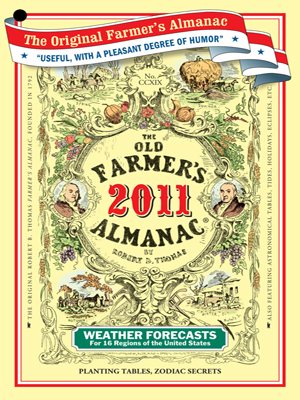 The Original Farmer's Almanac
"USEFUL, WITH A PLEASANT DEGREE OF HUMOR"
No.
CCXIX
THE
OLD
FARMER'S
2011
ALMANAC®
BY
ROBERT B. THOMAS
THE ORIGINAL ROBERT B. THOMAS FARMER'S ALMANAC, FOUNDED IN 1792
ALSO FEATURING ASTRONOMICAL TABLES, TIDES, HOLIDAYS, ECLIPSES, ETC.
WEATHER FORECASTS
For 16 Regions of the United States
PLANTING TABLES, ZODIAC SECRETS